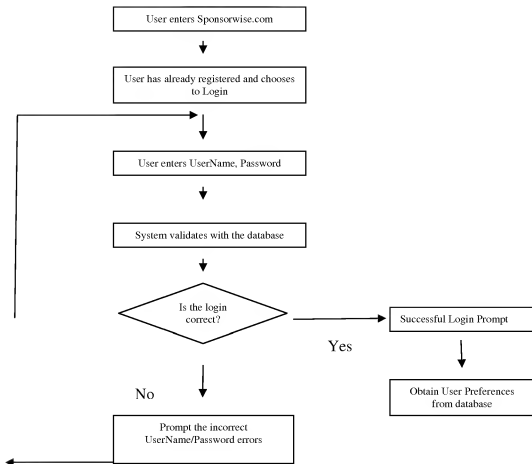 User enters Sponsorwise.com
User has already registered and chooses
to Login
User enters UserName, Password
System validates with the database
Is the login
correct?
Successful Login Prompt
Yes
Obtain User Preferences
from database
No
Prompt the incorrect
UserName/Password errors